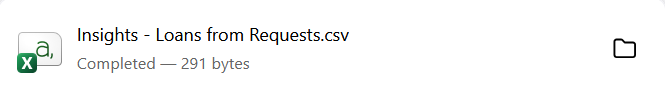 Insights - Loans from Requests.csv
a,
X
Completed — 291 bytes